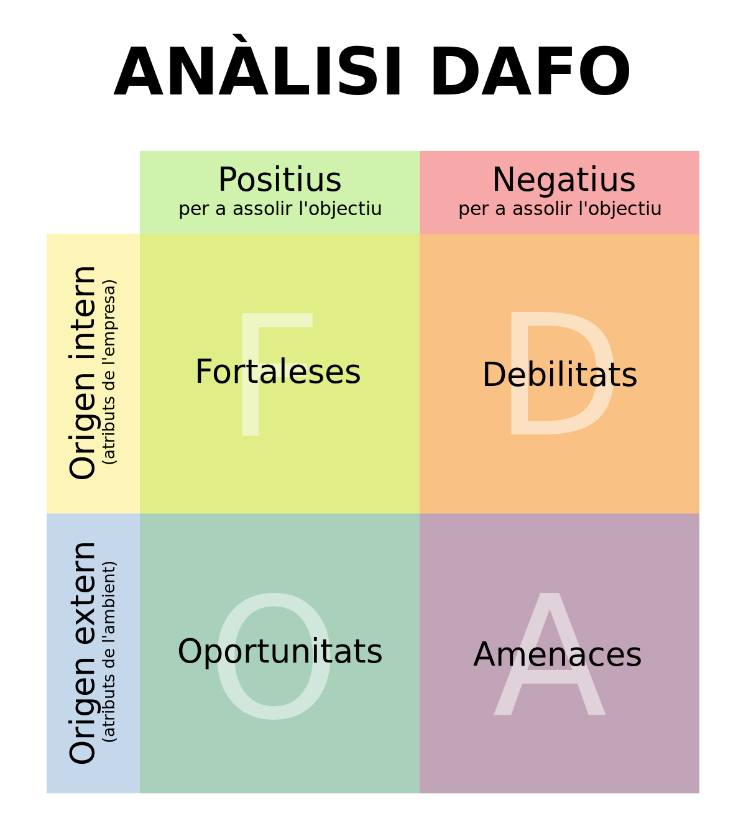 ANÀLISI DAFO
Positius
per a assolir l'objectiu
Negatius
per a assolir l'objectiu
Origen intern
(atributs de l'empresa)
F
Fortaleses
D
Debilitats
Origen extern
(atributs de l'ambient)
O
Oportunitats
A
Amenaces